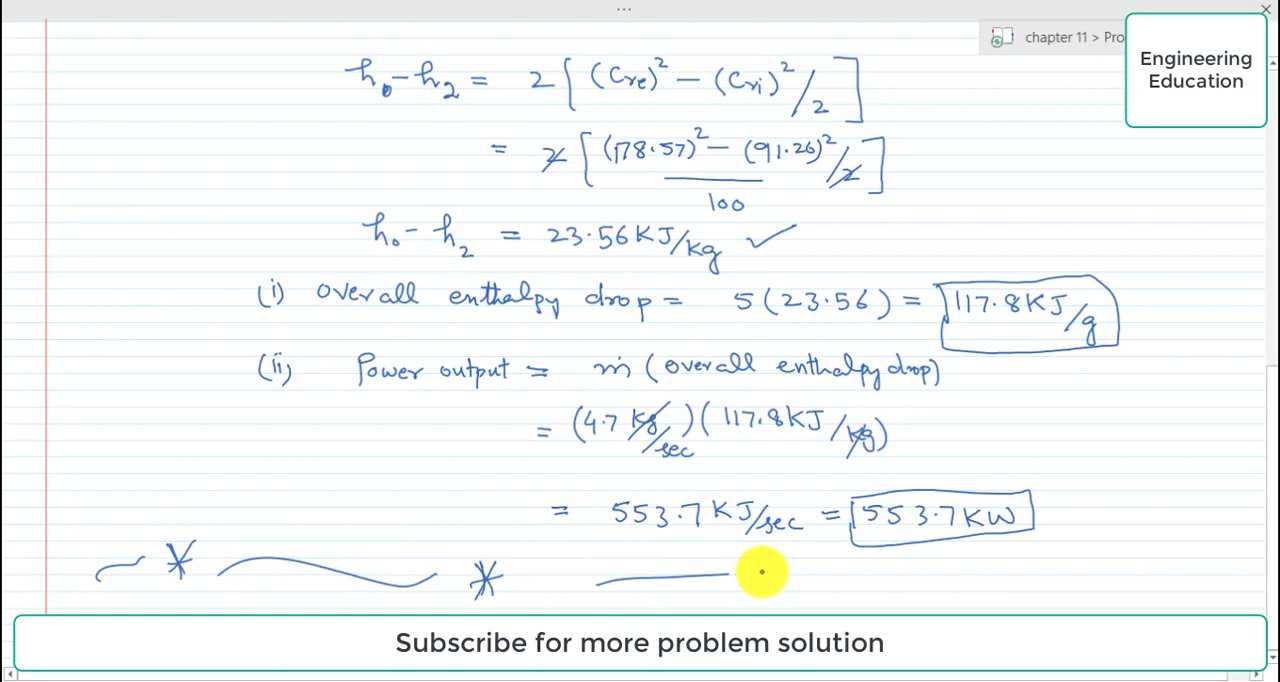 ...
chapter 11 > Pro
Engineering
Education
h₀ - h₂ = 2 [ (Cre)² - (Cri)² / 2 ]
= 2 [ (178.57)² - (91.26)² / 2 ]
100
h₀ - h₂ = 23.56 KJ/kg ✓
(i) overall enthalpy drop = 5 (23.56) = 117.8 KJ/g
(ii) Power output = ṁ (overall enthalpy drop)
= (4.7 Kg/sec) (117.8 KJ/kg)
= 553.7 KJ/sec = 553.7 KW
Subscribe for more problem solution